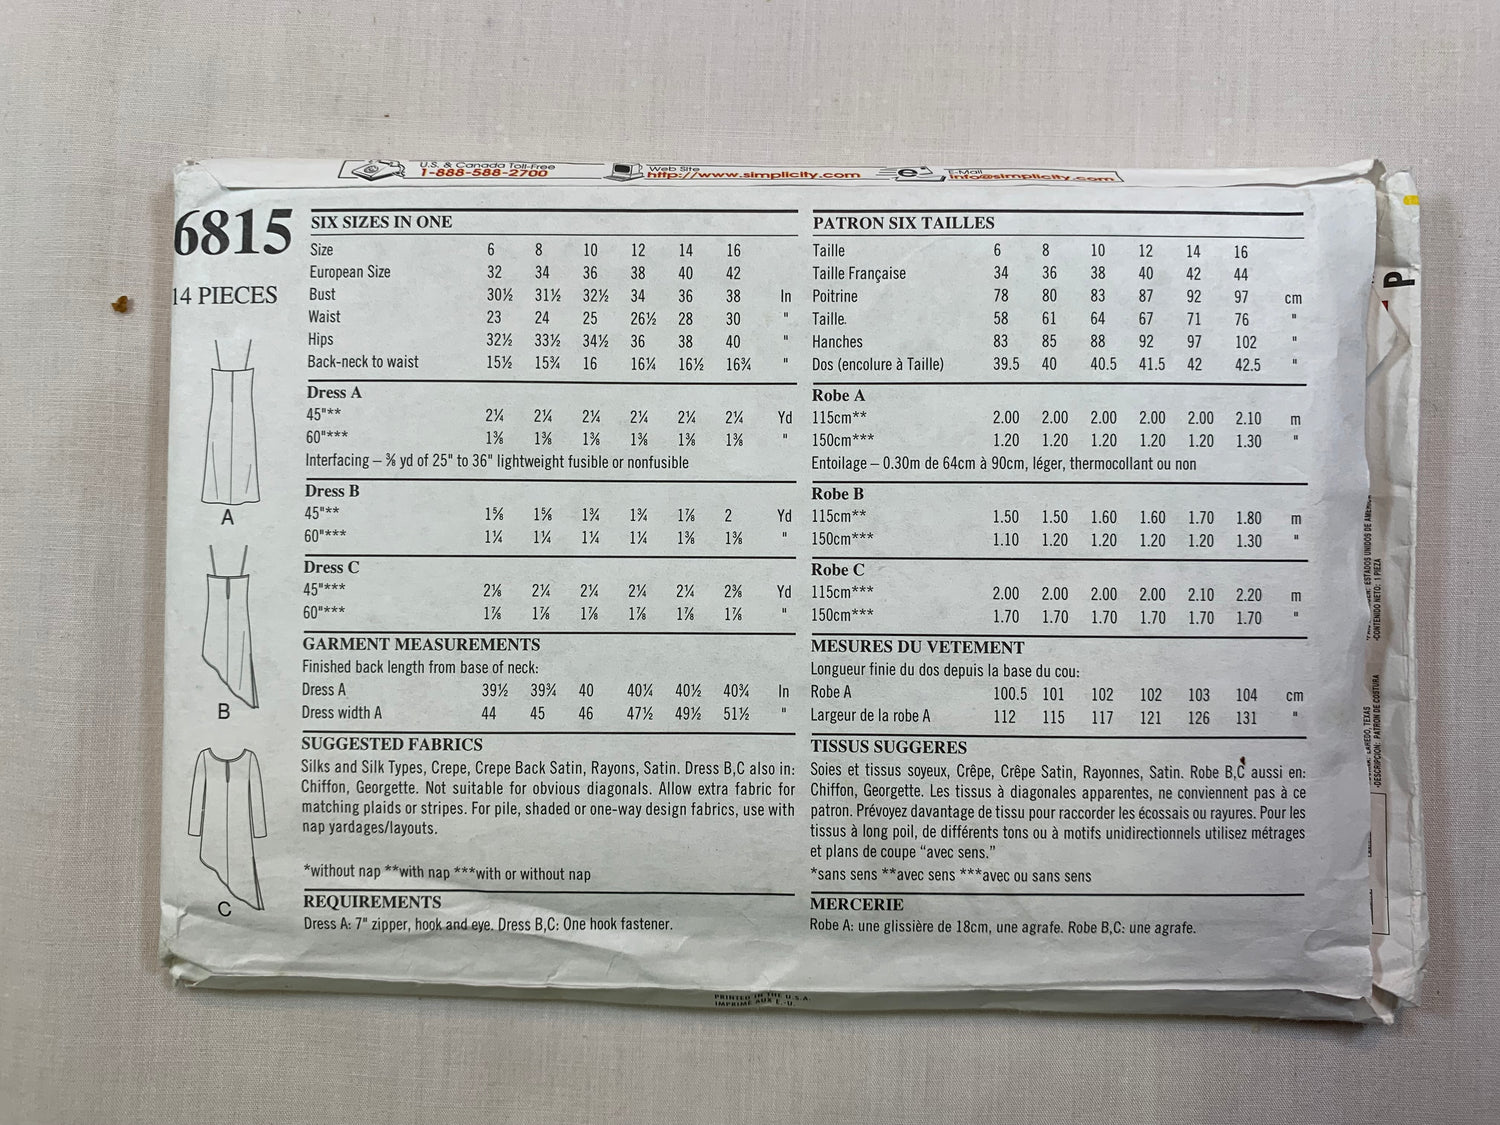 U.S. & Canada Toll-Free
1-888-588-2700
Web Site
http://www.simplicity.com
E-Mail
info@simplicity.com
6815
14 PIECES
A
B
C
SIX SIZES IN ONE
Size 6 8 10 12 14 16
European Size 32 34 36 38 40 42
Bust 30½ 31½ 32½ 34 36 38 In
Waist 23 24 25 26½ 28 30 "
Hips 32½ 33½ 34½ 36 38 40 "
Back-neck to waist 15½ 15¾ 16 16¼ 16½ 16¾ "
Dress A
45"** 2¼ 2¼ 2¼ 2¼ 2¼ 2¼ Yd
60"*** 1⅜ 1⅜ 1⅜ 1⅜ 1⅜ 1⅜ "
Interfacing – ⅜ yd of 25" to 36" lightweight fusible or nonfusible
Dress B
45"** 1⅝ 1⅝ 1¾ 1¾ 1⅞ 2 Yd
60"*** 1¼ 1¼ 1¼ 1¼ 1⅜ 1⅜ "
Dress C
45"*** 2⅛ 2¼ 2¼ 2¼ 2¼ 2⅜ Yd
60"*** 1⅞ 1⅞ 1⅞ 1⅞ 1⅞ 1⅞ "
GARMENT MEASUREMENTS
Finished back length from base of neck:
Dress A 39½ 39¾ 40 40¼ 40½ 40¾ In
Dress width A 44 45 46 47½ 49½ 51½ "
SUGGESTED FABRICS
Silks and Silk Types, Crepe, Crepe Back Satin, Rayons, Satin. Dress B,C also in:
Chiffon, Georgette. Not suitable for obvious diagonals. Allow extra fabric for
matching plaids or stripes. For pile, shaded or one-way design fabrics, use with
nap yardages/layouts.
*without nap **with nap ***with or without nap
REQUIREMENTS
Dress A: 7" zipper, hook and eye. Dress B,C: One hook fastener.
PATRON SIX TAILLES
Taille 6 8 10 12 14 16
Taille Française 34 36 38 40 42 44
Poitrine 78 80 83 87 92 97 cm
Taille. 58 61 64 67 71 76 "
Hanches 83 85 88 92 97 102 "
Dos (encolure à Taille) 39.5 40 40.5 41.5 42 42.5 "
Robe A
115cm** 2.00 2.00 2.00 2.00 2.00 2.10 m
150cm*** 1.20 1.20 1.20 1.20 1.20 1.30 "
Entoilage – 0.30m de 64cm à 90cm, léger, thermocollant ou non
Robe B
115cm** 1.50 1.50 1.60 1.60 1.70 1.80 m
150cm*** 1.10 1.20 1.20 1.20 1.20 1.30 "
Robe C
115cm*** 2.00 2.00 2.00 2.00 2.10 2.20 m
150cm*** 1.70 1.70 1.70 1.70 1.70 1.70 "
MESURES DU VETEMENT
Longueur finie du dos depuis la base du cou:
Robe A 100.5 101 102 102 103 104 cm
Largeur de la robe A 112 115 117 121 126 131 "
TISSUS SUGGERES
Soies et tissus soyeux, Crêpe, Crêpe Satin, Rayonnes, Satin. Robe B,C aussi en:
Chiffon, Georgette. Les tissus à diagonales apparentes, ne conviennent pas à ce
patron. Prévoyez davantage de tissu pour raccorder les écossais ou rayures. Pour les
tissus à long poil, de différents tons ou à motifs unidirectionnels utilisez métrages
et plans de coupe "avec sens."
*sans sens **avec sens ***avec ou sans sens
MERCERIE
Robe A: une glissière de 18cm, une agrafe. Robe B,C: une agrafe.
PRINTED IN THE U.S.A.
IMPRIMÉ AUX E.-U.
P
ESTADOS UNIDOS DE AMERICA
CONTENIDO NETO: 1 PIEZA
LAREDO, TEXAS
DESCRIPCION: PATRON DE COSTURA